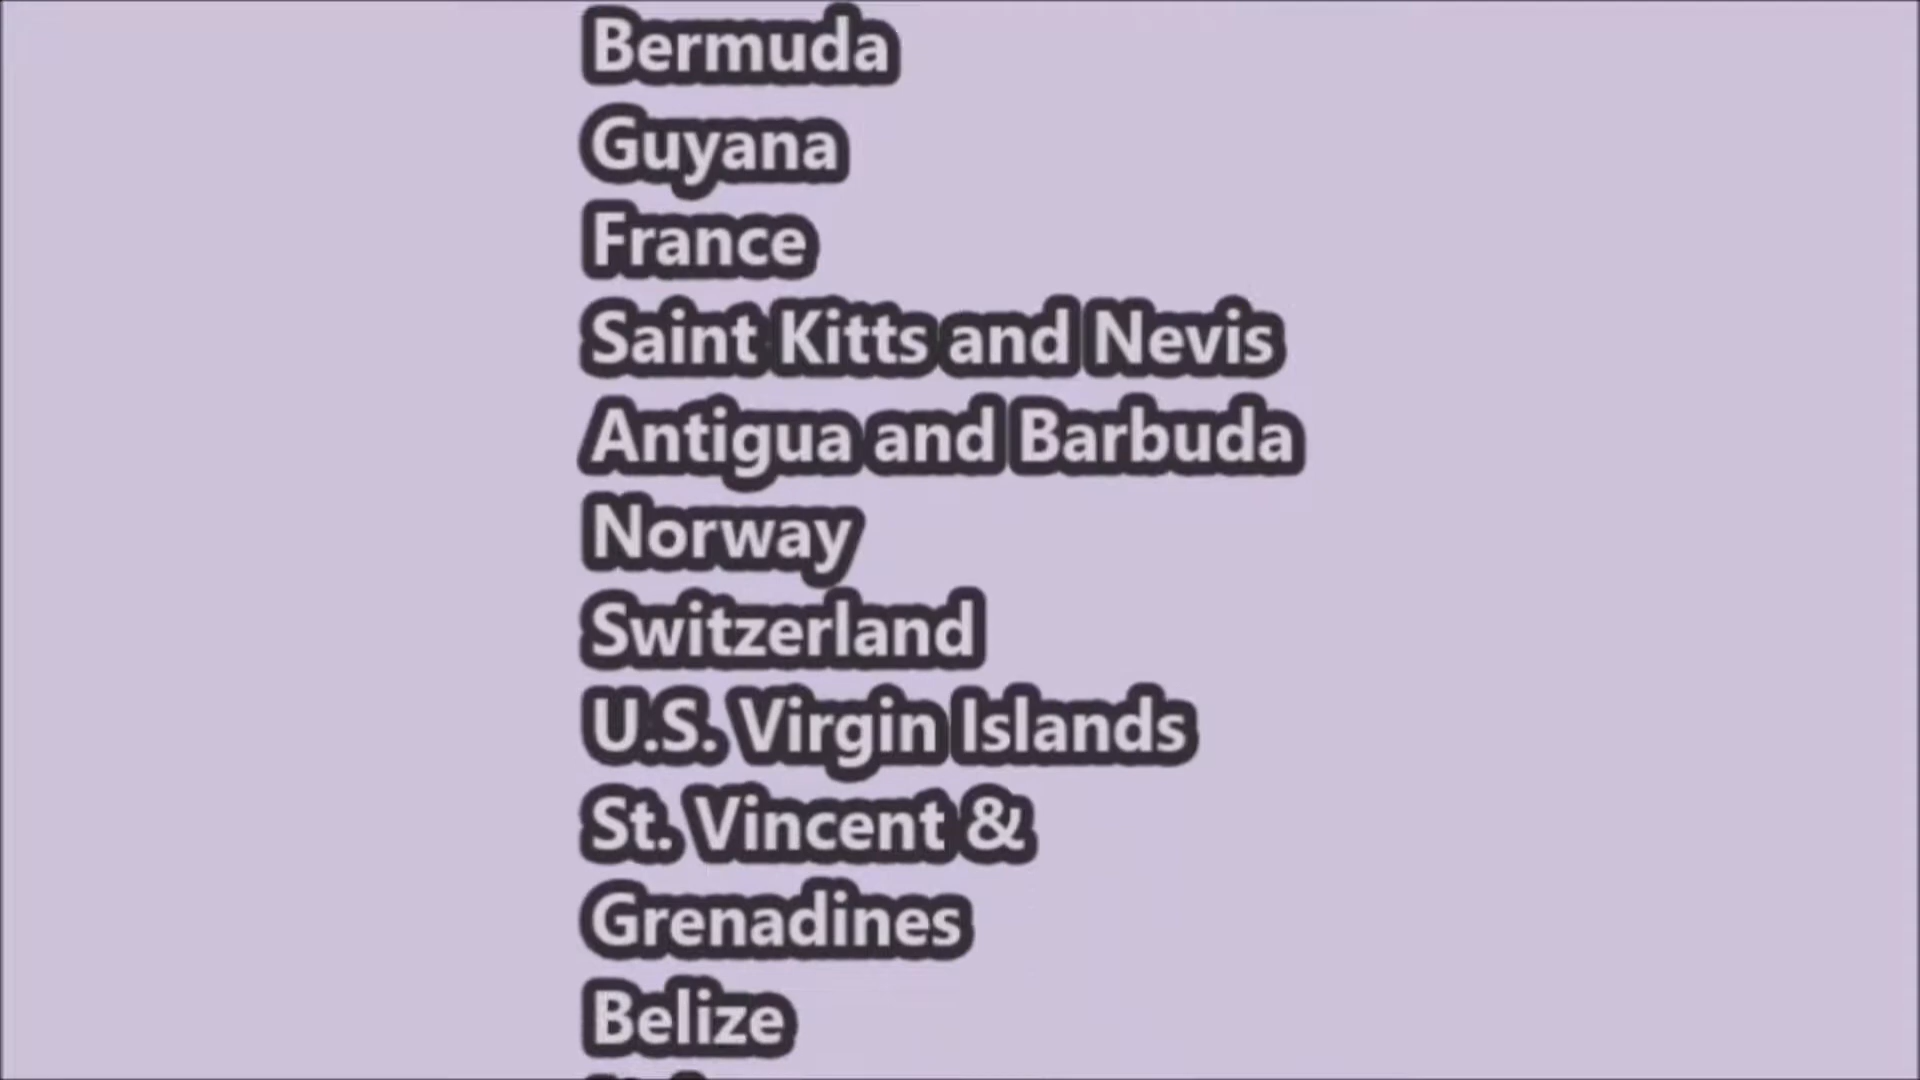 Bermuda
Guyana
France
Saint Kitts and Nevis
Antigua and Barbuda
Norway
Switzerland
U.S. Virgin Islands
St. Vincent &
Grenadines
Belize